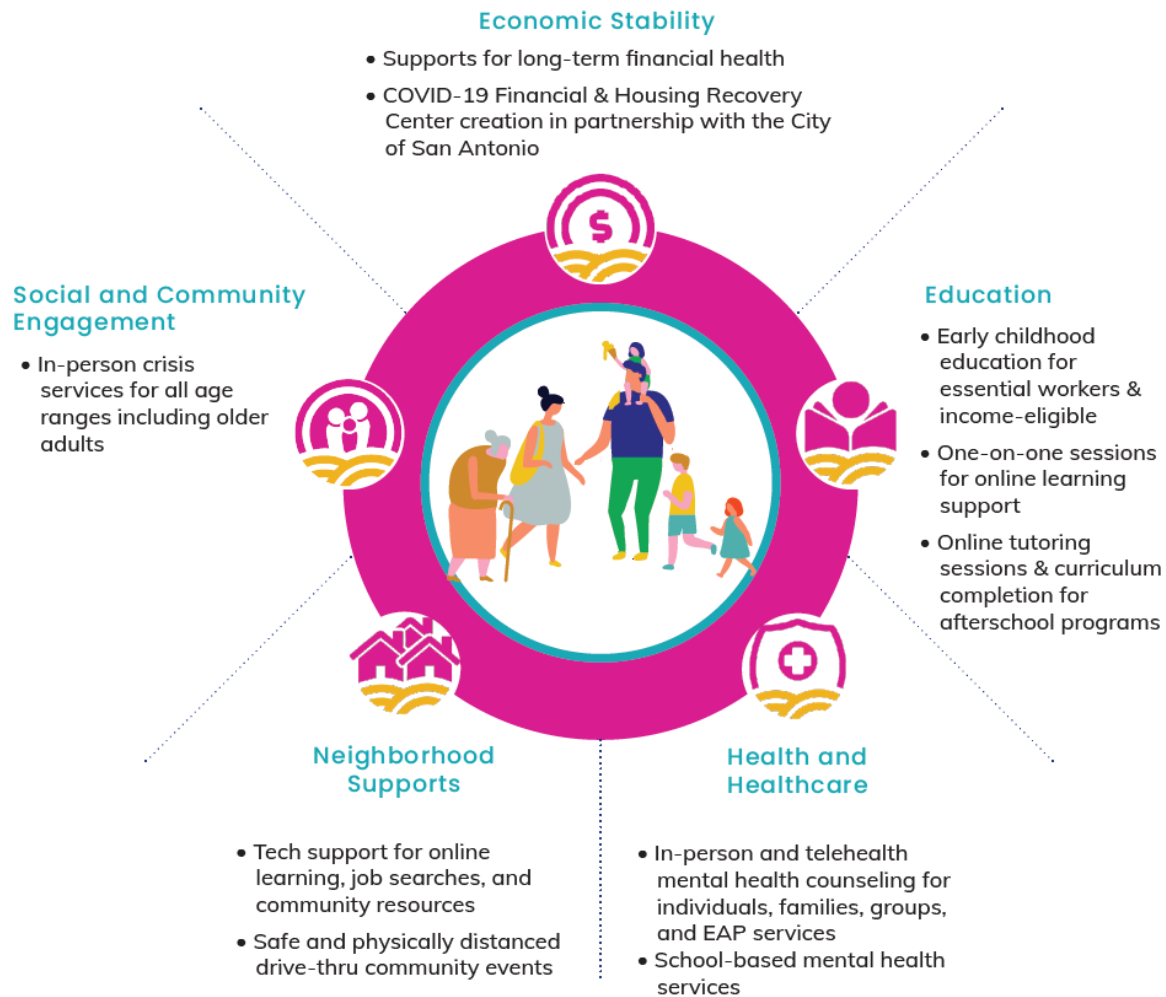 Economic Stability
• Supports for long-term financial health
• COVID-19 Financial & Housing Recovery
Center creation in partnership with the City
of San Antonio
$
Social and Community
Engagement
• In-person crisis
services for all age
ranges including older
adults
Education
• Early childhood
education for
essential workers &
income-eligible
• One-on-one sessions
for online learning
support
• Online tutoring
sessions & curriculum
completion for
afterschool programs
Neighborhood
Supports
• Tech support for online
learning, job searches, and
community resources
• Safe and physically distanced
drive-thru community events
Health and
Healthcare
• In-person and telehealth
mental health counseling for
individuals, families, groups,
and EAP services
• School-based mental health
services